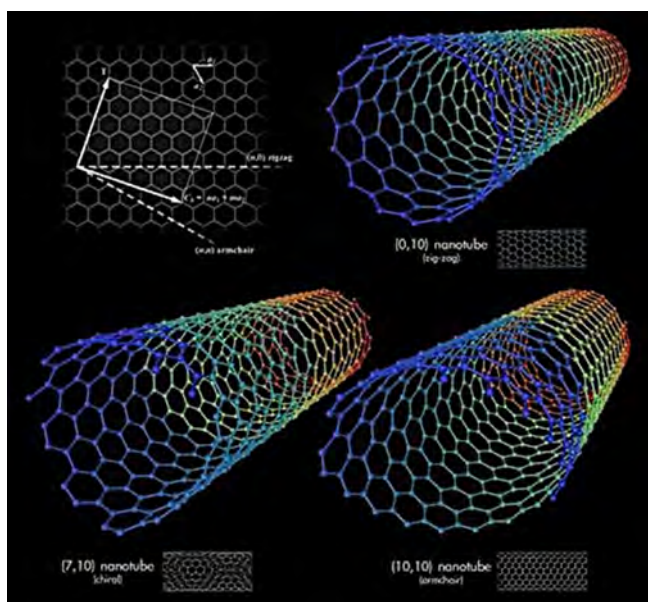 T
(n,0) zigzag
(n,n) armchair
(0,10) nanotube
(zig-zag)
(7,10) nanotube
(chiral)
(10,10) nanotube
(armchair)